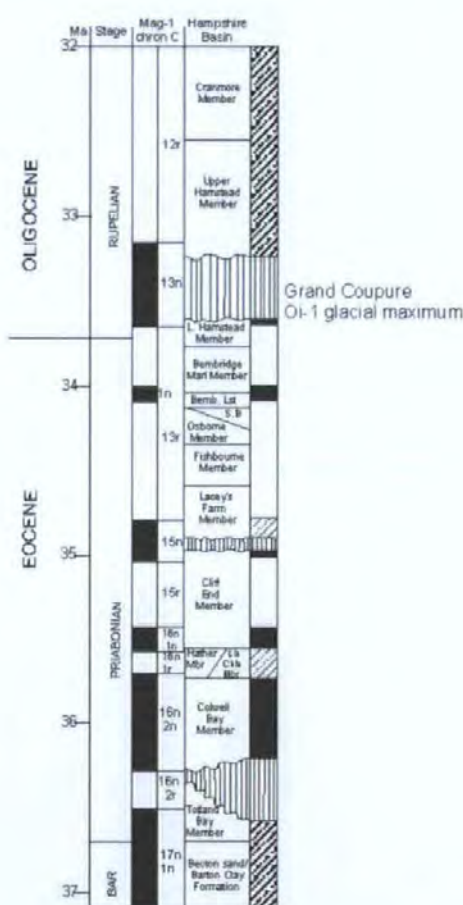 Ma Stage Mag-1 chron C Hampshire Basin
32
Cranmore
Member
12r
Upper
Hamstead
Member
OLIGOCENE
RUPELIAN
33
13n
Grand Coupure
Oi-1 glacial maximum
L. Hamstead
Member
Bembridge
Marl Member
34
1n
Bemb. Lst
S.B
Osborne
Member
13r
Fishbourne
Member
Lacey's
Farm
Member
EOCENE
15n
35
PRIABONIAN
15r
Cliff
End
Member
16n
1n
16n
1r
Hather
Mbr
Mbr
16n
2n
Colwell
Bay
Member
36
16n
2r
Totland
Bay
Member
BAR
17n
1n
Becton sand/
Barton Clay
Formation
37